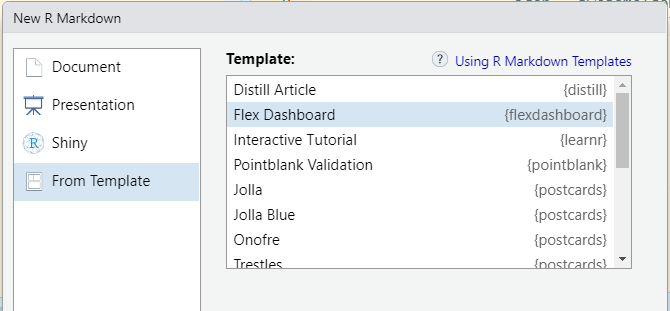 New R Markdown
Document
Presentation
Shiny
From Template
Template:
Using R Markdown Templates
Distill Article {distill}
Flex Dashboard {flexdashboard}
Interactive Tutorial {learnr}
Pointblank Validation {pointblank}
Jolla {postcards}
Jolla Blue {postcards}
Onofre {postcards}
Trestles {postcards}